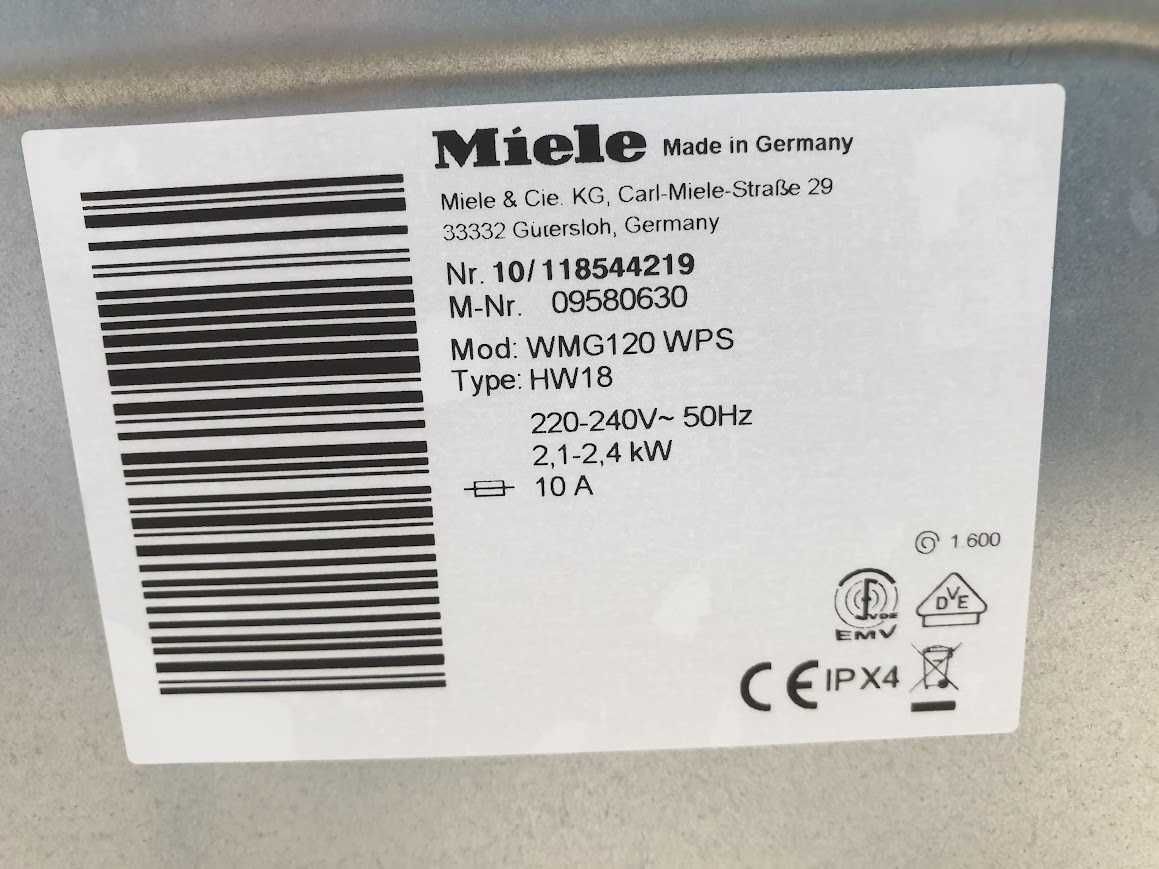 Miele Made in Germany
Miele & Cie. KG, Carl-Miele-Straße 29
33332 Gütersloh, Germany
Nr. 10/118544219
M-Nr. 09580630
Mod: WMG120 WPS
Type: HW18
220-240V~ 50Hz
2,1-2,4 kW
10 A
1.600
VDE
EMV
DVE
CE IPX4